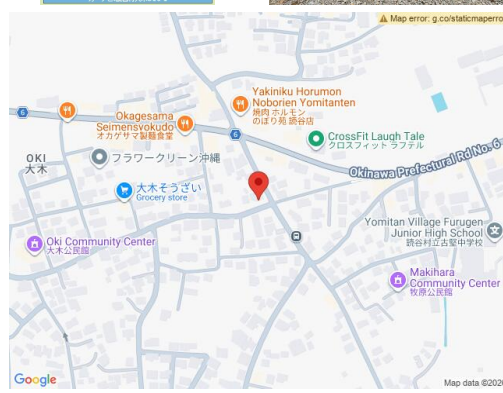 Map error: g.co/staticmaperro
Yakiniku Horumon
Noborien Yomitanten
焼肉 ホルモン
のぼり苑 読谷店
6
Okagesama
Seimensyokudo
オカゲサマ製麺食堂
6
CrossFit Laugh Tale
クロスフィット ラフテル
Okinawa Prefectural Rd No. 6
OKI
大木
フラワークリーン沖縄
大木そうざい
Grocery store
Yomitan Village Furugen
Junior High School
読谷村立古堅中学校
Oki Community Center
大木公民館
Makihara
Community Center
牧原公民館
Google
Map data ©202